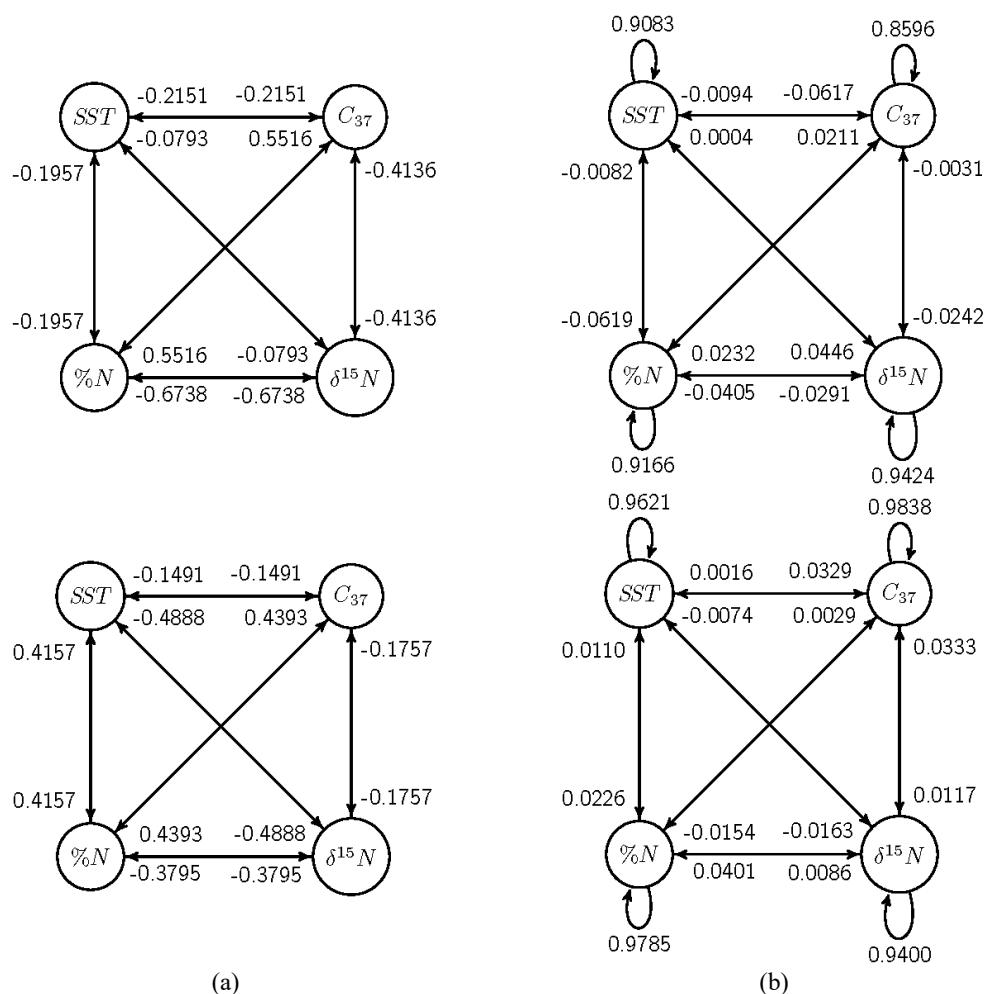 0.9083 0.8596
SST -0.2151 -0.2151 C₃₇
-0.0793 0.5516
SST -0.0094 -0.0617 C₃₇
0.0004 0.0211
-0.1957 -0.4136
-0.0082 -0.0031
-0.1957 -0.4136
-0.0619 -0.0242
%N 0.5516 -0.0793 δ¹⁵N
-0.6738 -0.6738
%N 0.0232 0.0446 δ¹⁵N
-0.0405 -0.0291
0.9166 0.9424
0.9621 0.9838
SST -0.1491 -0.1491 C₃₇
-0.4888 0.4393
SST 0.0016 0.0329 C₃₇
-0.0074 0.0029
0.4157 -0.1757
0.0110 0.0333
0.4157 -0.1757
0.0226 0.0117
%N 0.4393 -0.4888 δ¹⁵N
-0.3795 -0.3795
%N -0.0154 -0.0163 δ¹⁵N
0.0401 0.0086
0.9785 0.9400
(a) (b)